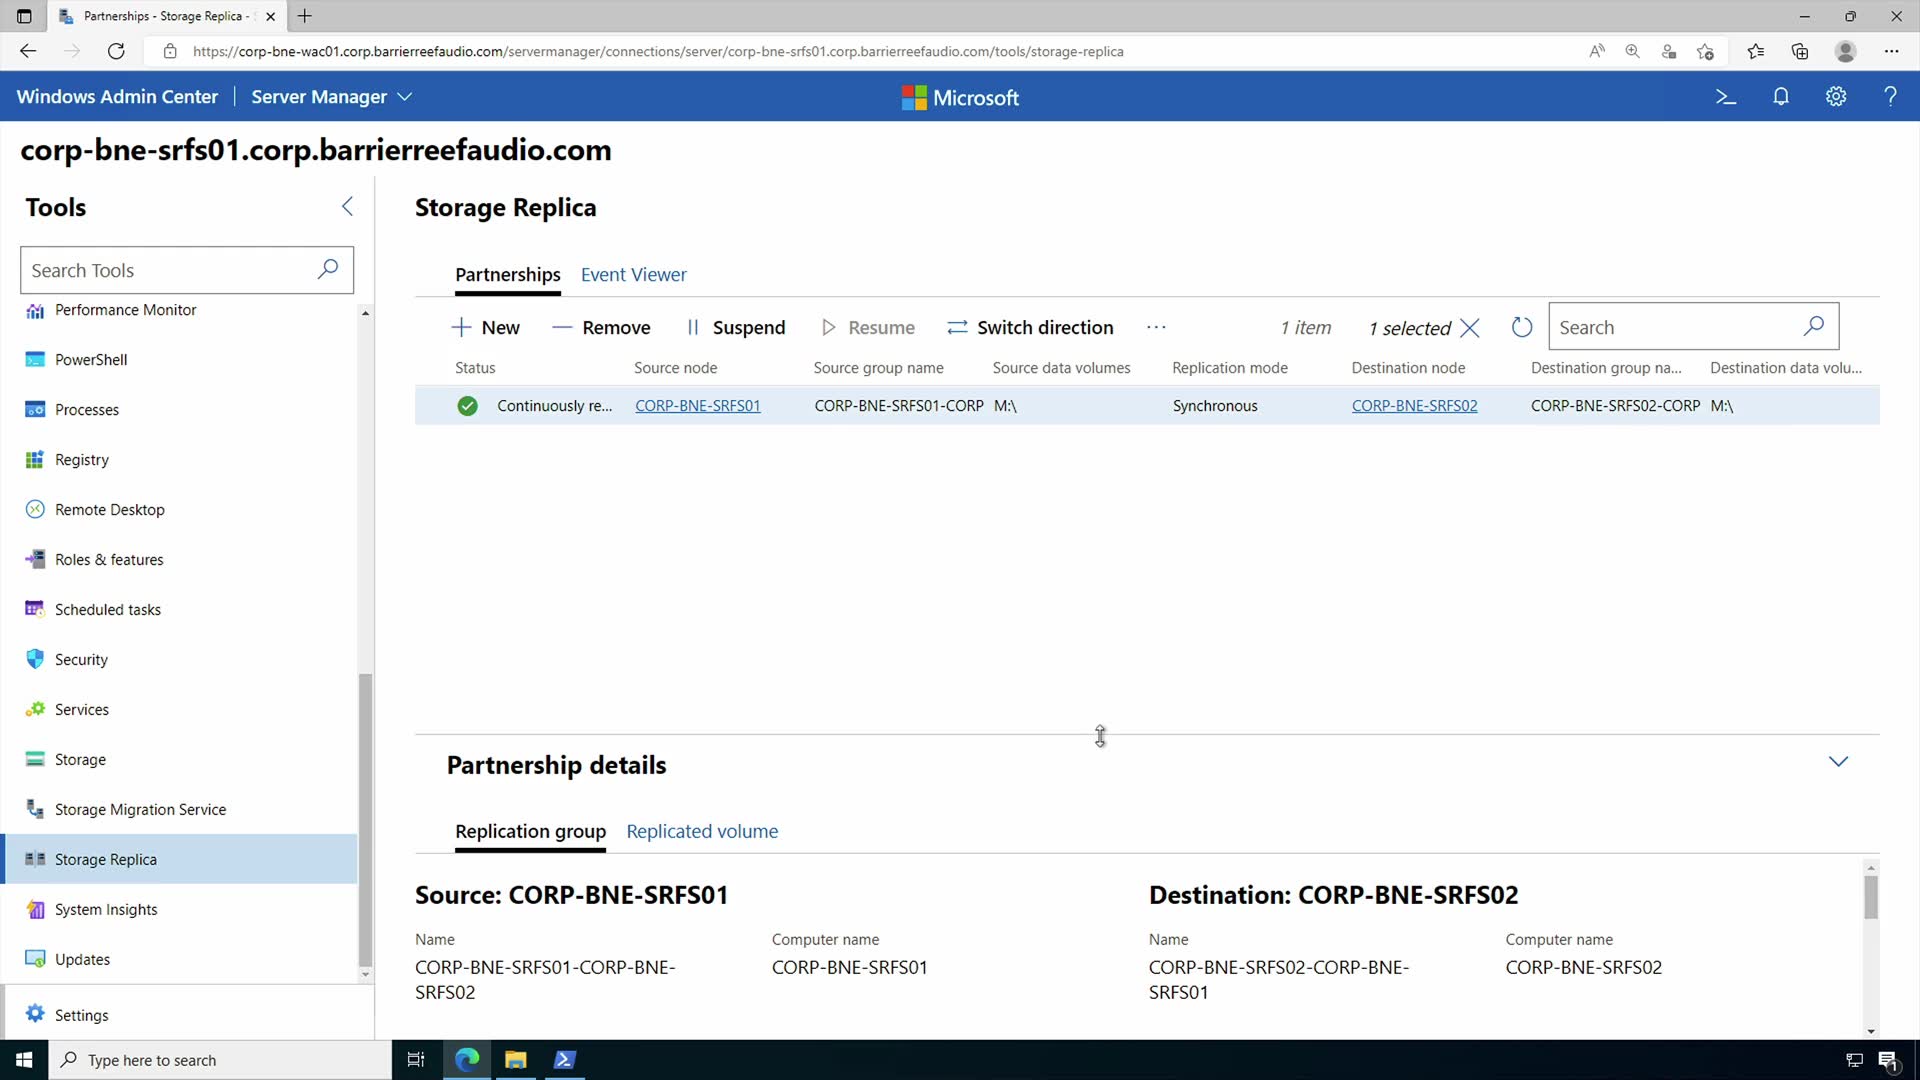 Partnerships - Storage Replica -
https://corp-bne-wac01.corp.barrierreefaudio.com/servermanager/connections/server/corp-bne-srfs01.corp.barrierreefaudio.com/tools/storage-replica
Windows Admin Center | Server Manager
Microsoft
corp-bne-srfs01.corp.barrierreefaudio.com
Tools
Search Tools
Performance Monitor
PowerShell
Processes
Registry
Remote Desktop
Roles & features
Scheduled tasks
Security
Services
Storage
Storage Migration Service
Storage Replica
System Insights
Updates
Settings
Storage Replica
Partnerships Event Viewer
New Remove Suspend Resume Switch direction ... 1 item 1 selected Search
Status Source node Source group name Source data volumes Replication mode Destination node Destination group na... Destination data volu...
Continuously re... CORP-BNE-SRFS01 CORP-BNE-SRFS01-CORP M:\ Synchronous CORP-BNE-SRFS02 CORP-BNE-SRFS02-CORP M:\
Partnership details
Replication group Replicated volume
Source: CORP-BNE-SRFS01
Name Computer name
CORP-BNE-SRFS01-CORP-BNE- CORP-BNE-SRFS01
SRFS02
Destination: CORP-BNE-SRFS02
Name Computer name
CORP-BNE-SRFS02-CORP-BNE- CORP-BNE-SRFS02
SRFS01
Type here to search
1